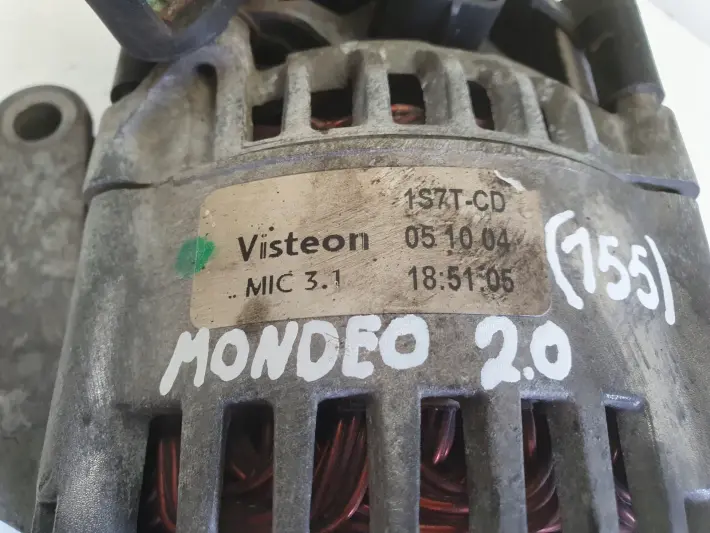 1S7T-CD
Visteon 05 10 04
MIC 3.1 18:51:05
(155)
MONDEO 2.0